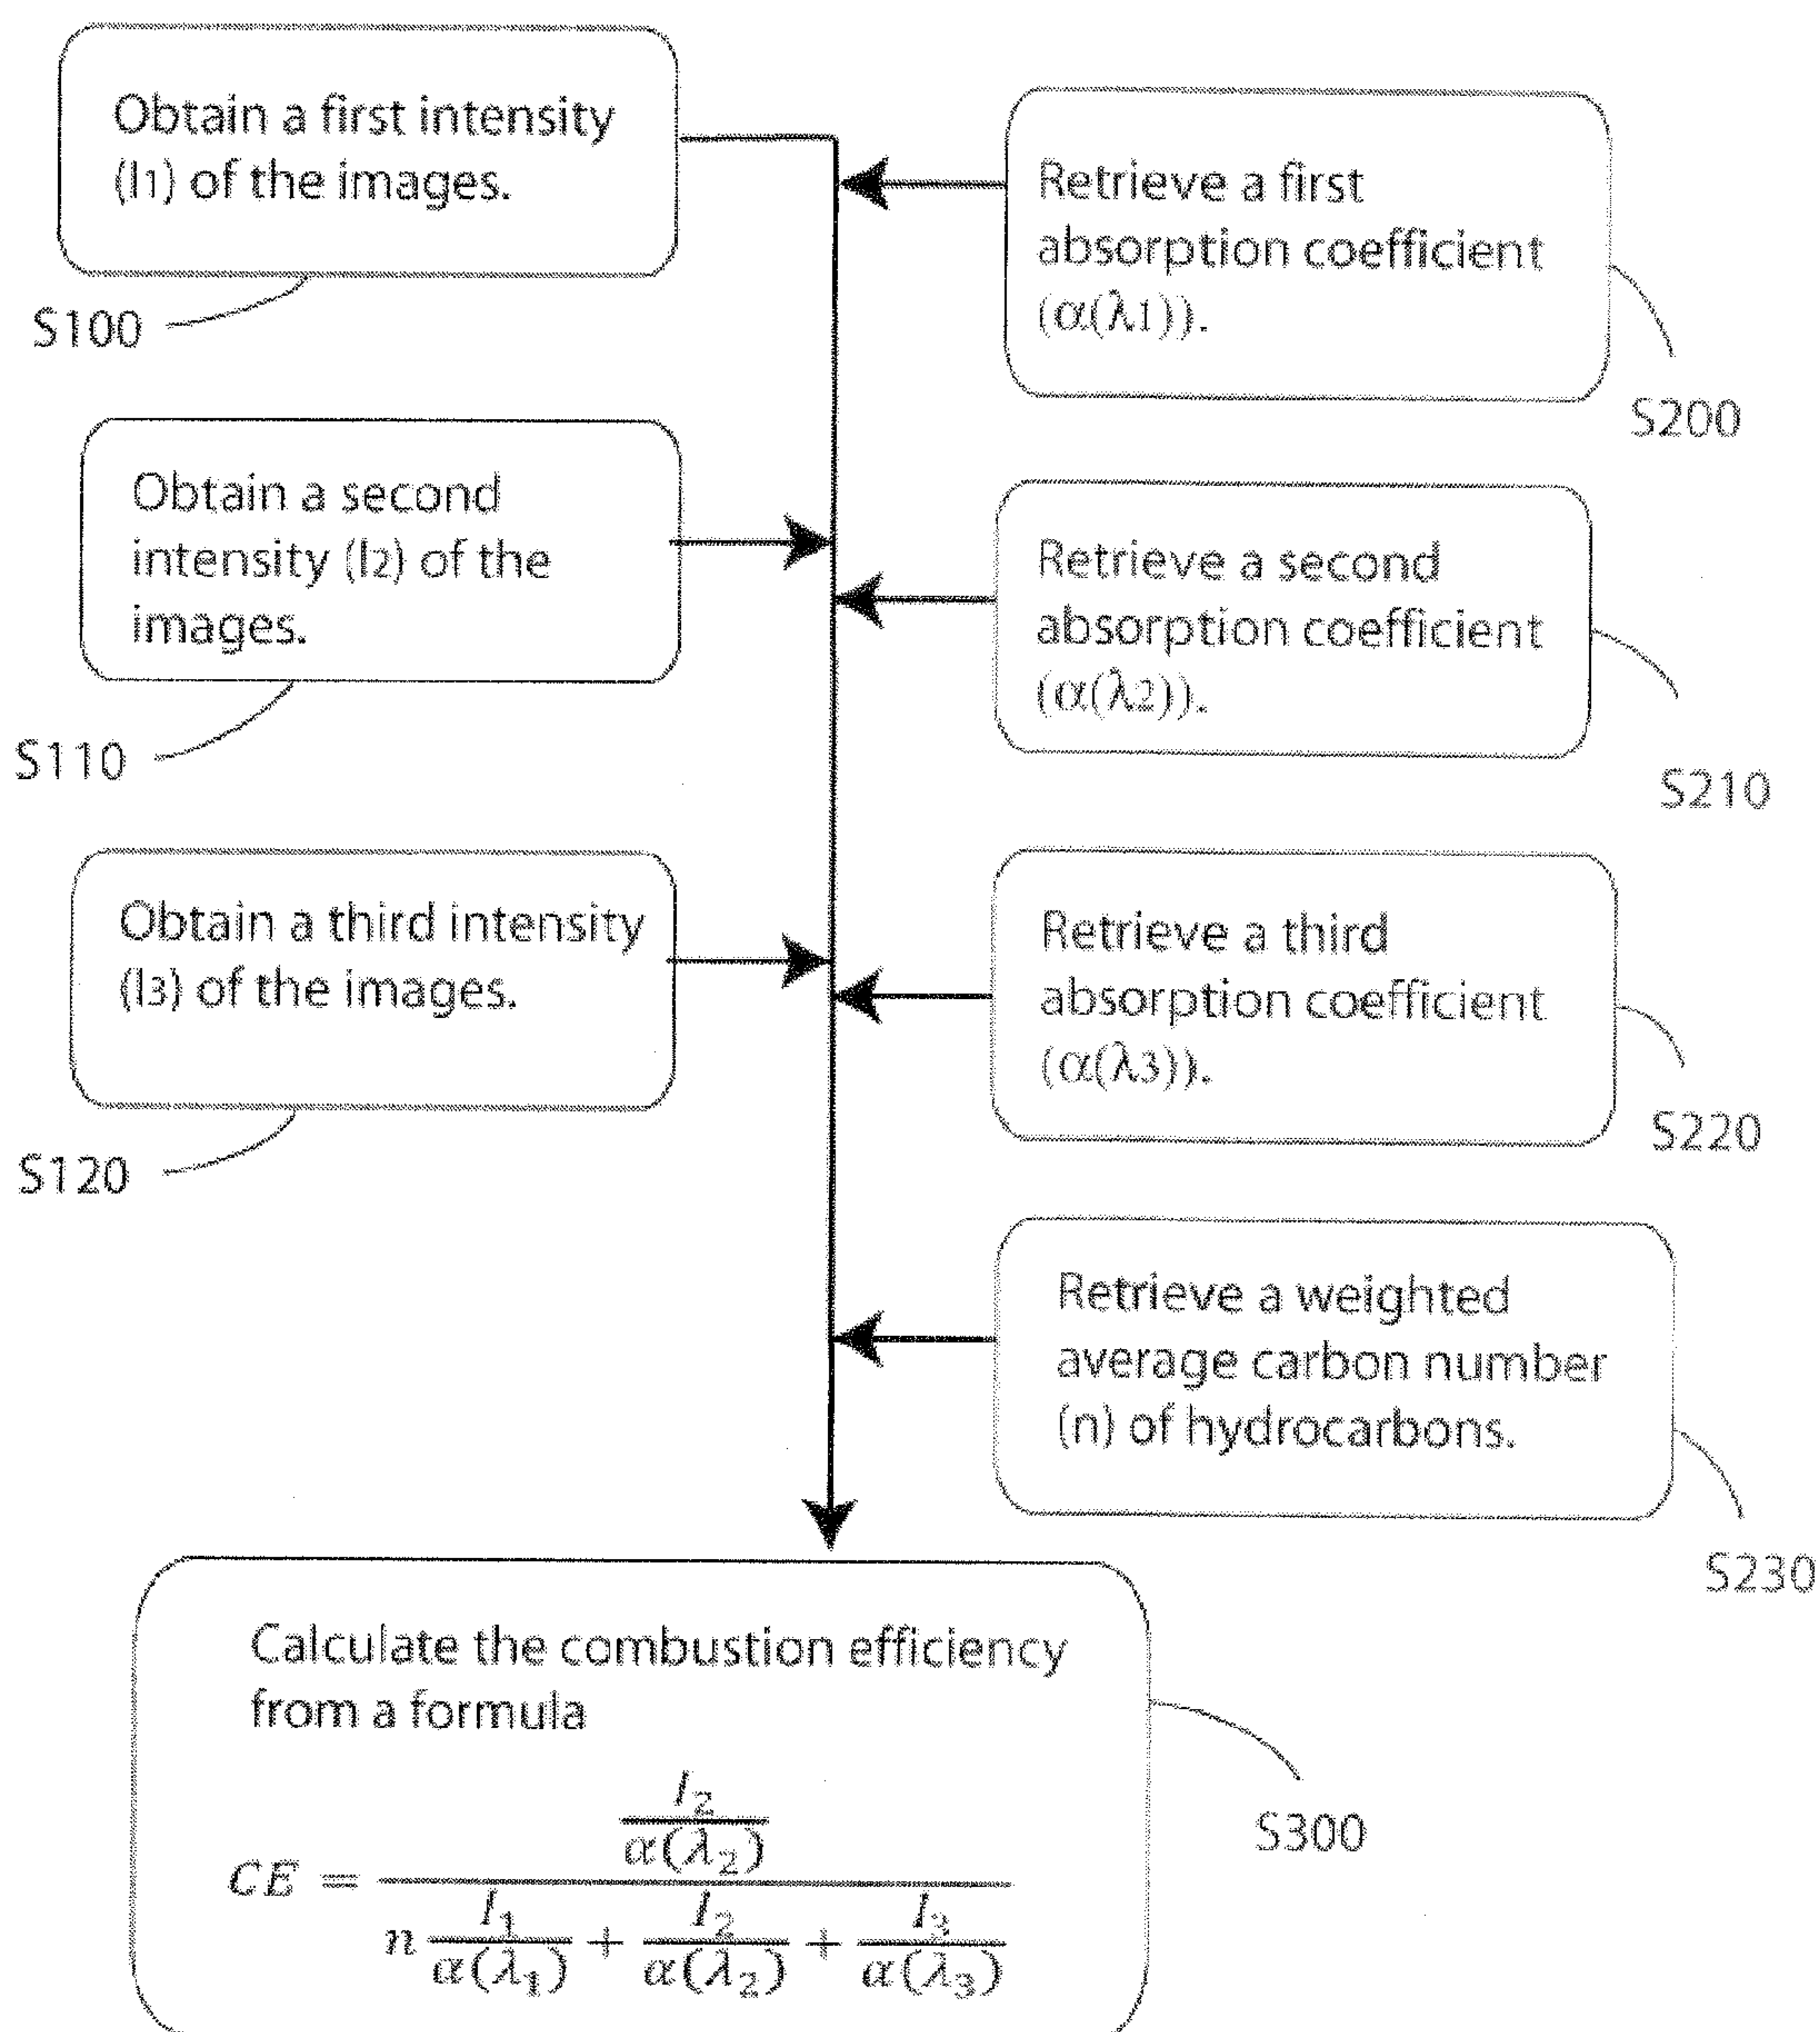 Obtain a first intensity
(I1) of the images.
S100
Retrieve a first
absorption coefficient
(α(λ1)).
S200
Obtain a second
intensity (I2) of the
images.
S110
Retrieve a second
absorption coefficient
(α(λ2)).
S210
Obtain a third intensity
(I3) of the images.
S120
Retrieve a third
absorption coefficient
(α(λ3)).
S220
Retrieve a weighted
average carbon number
(n) of hydrocarbons.
S230
Calculate the combustion efficiency
from a formula
I₂
α(λ₂)
CE =
n I₁ + I₂ + I₃
α(λ₁) α(λ₂) α(λ₃)
S300